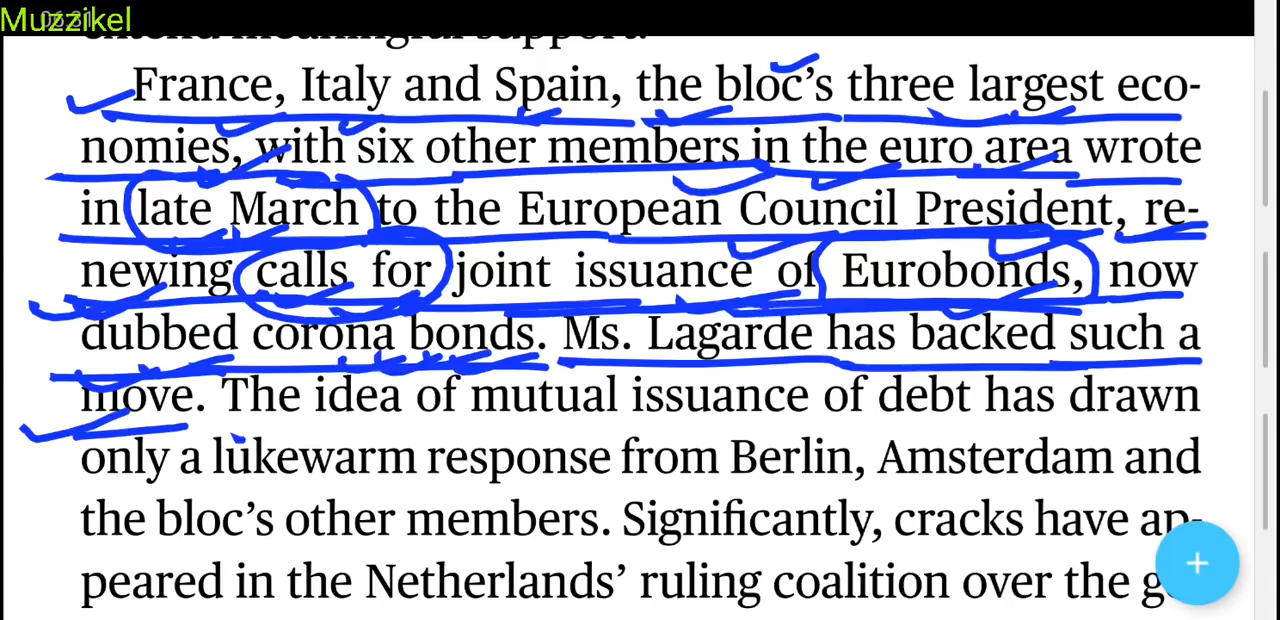 Muzzikel
extend meaningful support.
France, Italy and Spain, the bloc’s three largest eco-
nomies, with six other members in the euro area wrote
in late March to the European Council President, re-
newing calls for joint issuance of Eurobonds, now
dubbed corona bonds. Ms. Lagarde has backed such a
move. The idea of mutual issuance of debt has drawn
only a lukewarm response from Berlin, Amsterdam and
the bloc’s other members. Significantly, cracks have ap-
peared in the Netherlands’ ruling coalition over the
+